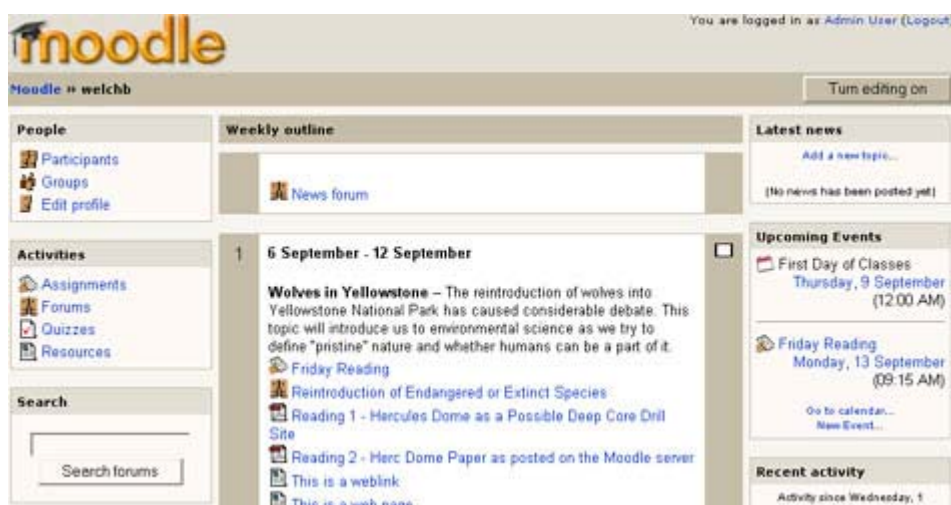 moodle
You are logged in as Admin User (Logout
Moodle » welchb
Turn editing on
People
Participants
Groups
Edit profile
Activities
Assignments
Forums
Quizzes
Resources
Search
Search forums
Weekly outline
News forum
1
6 September - 12 September
Wolves in Yellowstone – The reintroduction of wolves into
Yellowstone National Park has caused considerable debate. This
topic will introduce us to environmental science as we try to
define "pristine" nature and whether humans can be a part of it.
Friday Reading
Reintroduction of Endangered or Extinct Species
Reading 1 - Hercules Dome as a Possible Deep Core Drill
Site
Reading 2 - Herc Dome Paper as posted on the Moodle server
This is a weblink
This is a web page
Latest news
Add a new topic...
(No news has been posted yet)
Upcoming Events
First Day of Classes
Thursday, 9 September
(12:00 AM)
Friday Reading
Monday, 13 September
(09:15 AM)
Go to calendar...
New Event...
Recent activity
Activity since Wednesday, 1